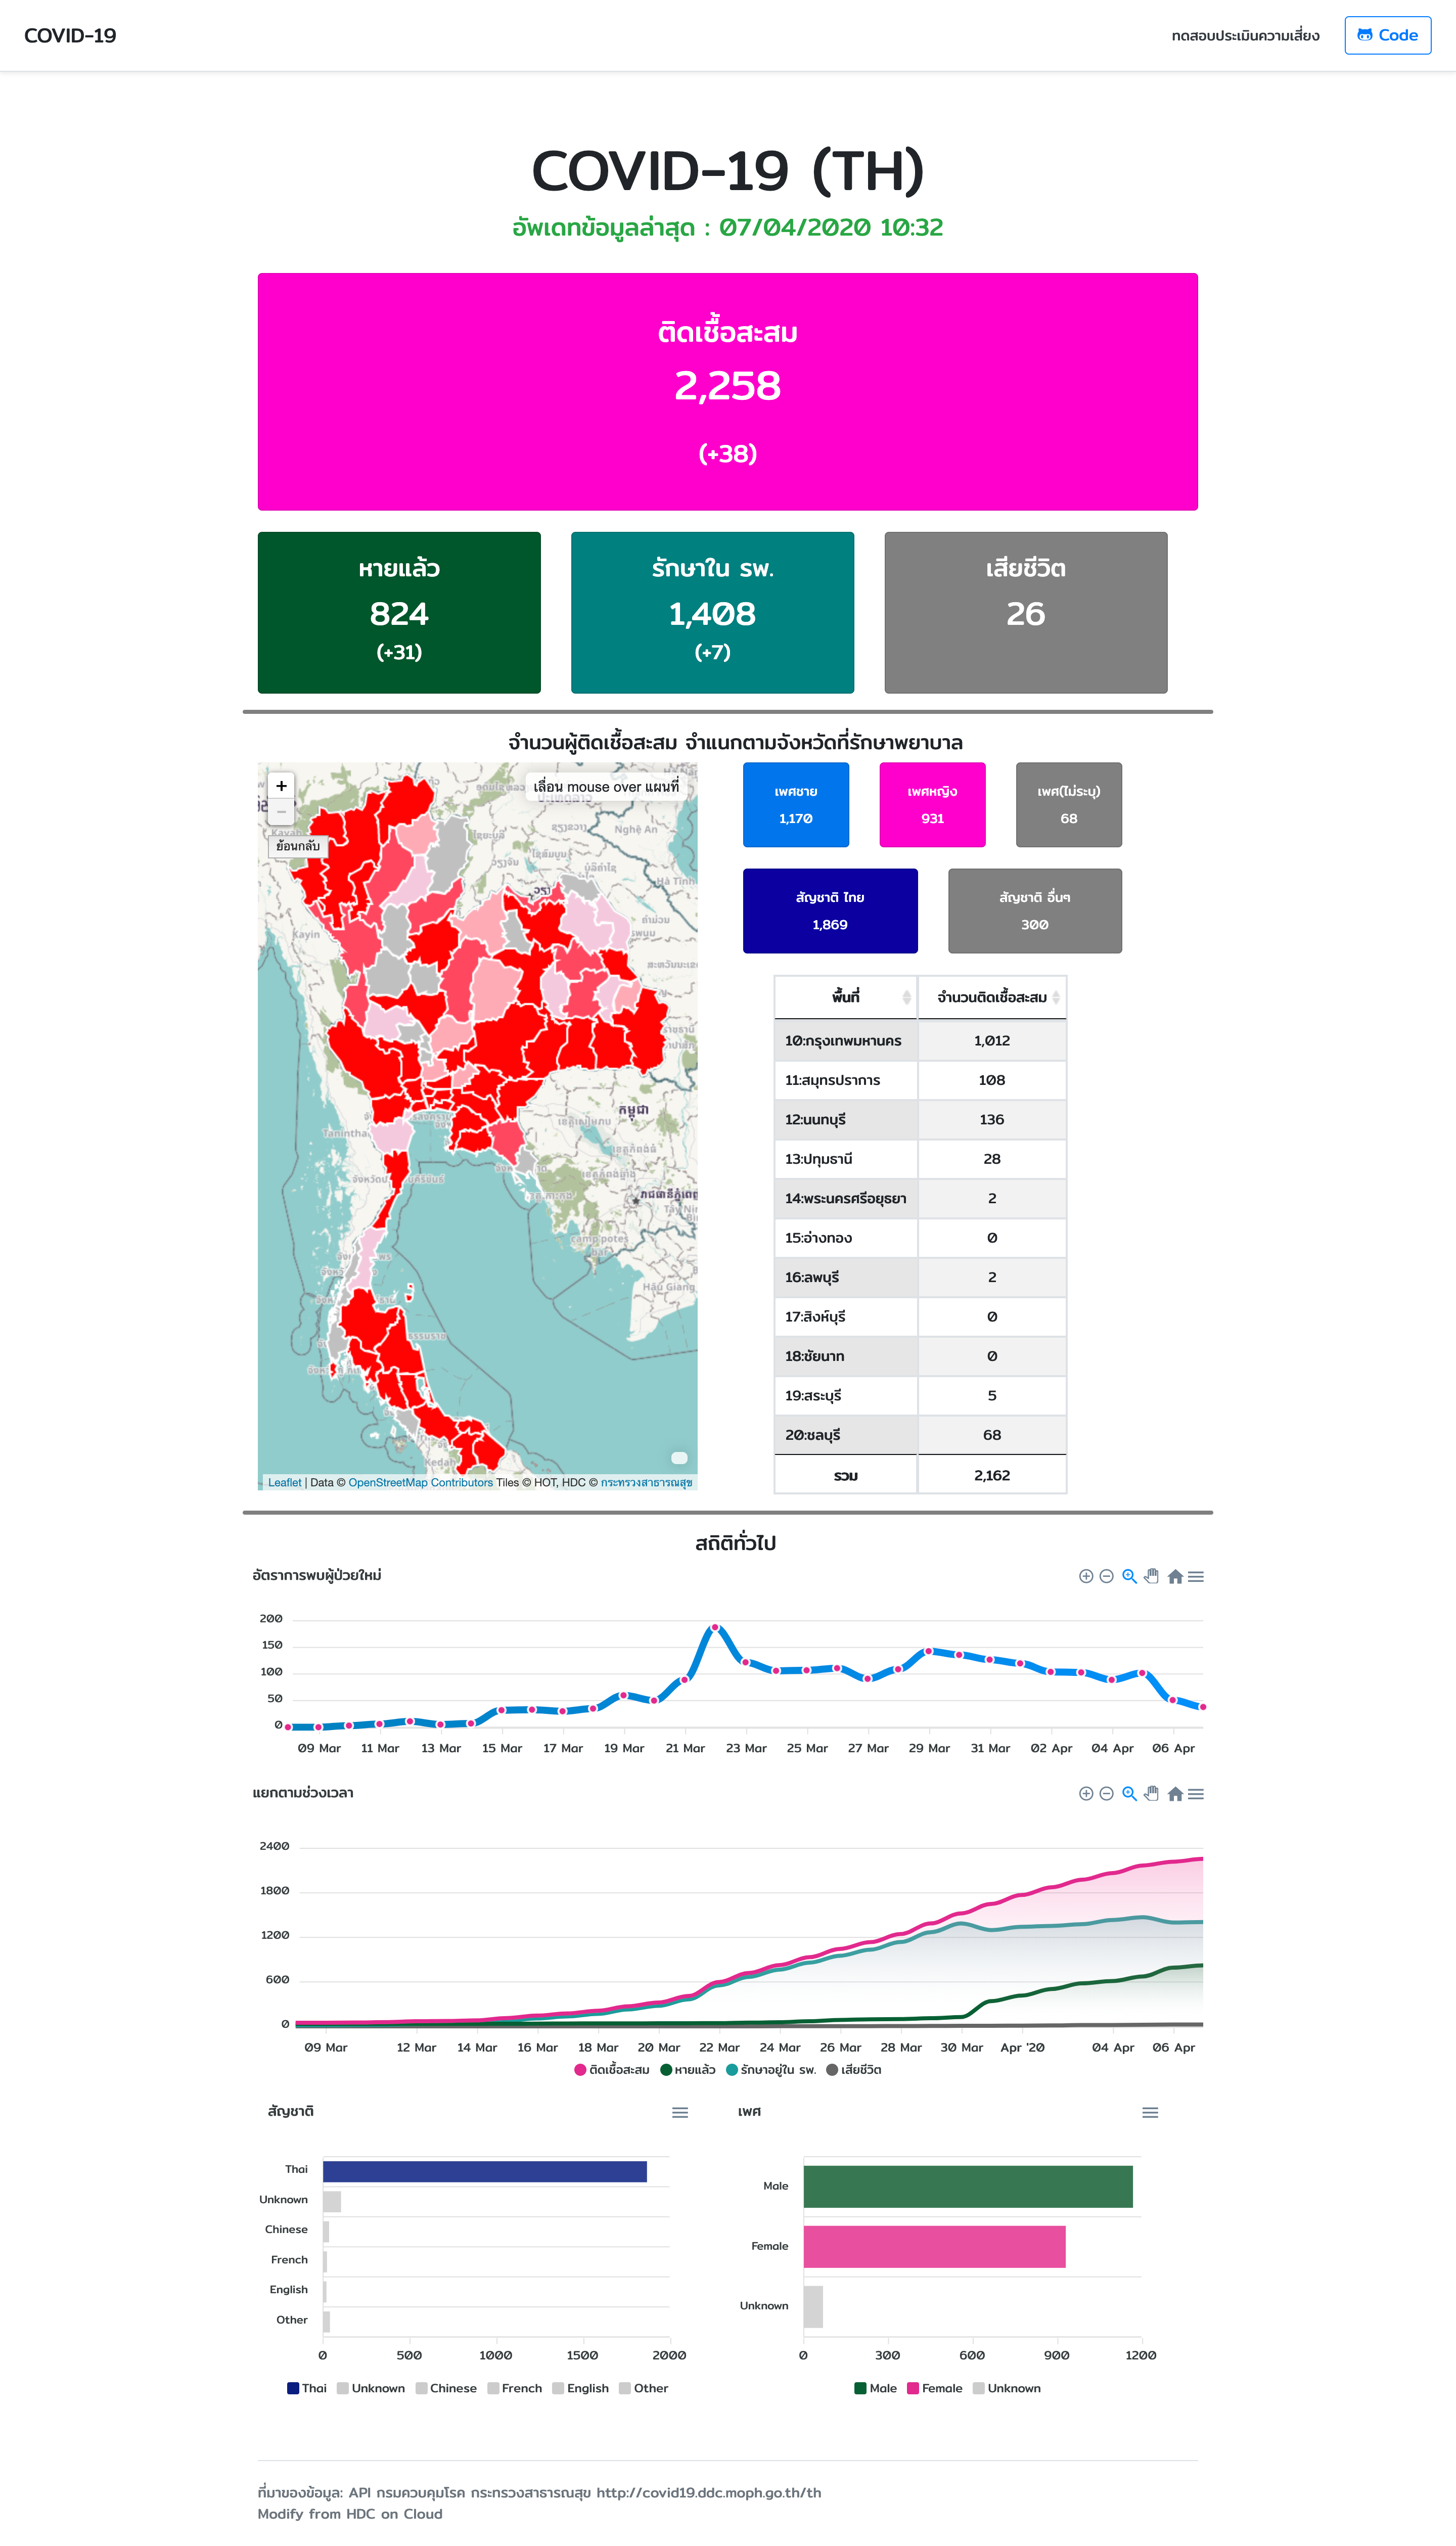 COVID-19
ทดสอบประเมินความเสี่ยง
Code
COVID-19 (TH)
อัพเดทข้อมูลล่าสุด : 07/04/2020 10:32
ติดเชื้อสะสม
2,258
(+38)
หายแล้ว
824
(+31)
รักษาใน รพ.
1,408
(+7)
เสียชีวิต
26
จำนวนผู้ติดเชื้อสะสม จำแนกตามจังหวัดที่รักษาพยาบาล
+
−
ย้อนกลับ
เลื่อน mouse over แผนที่
Nghệ An
Hà Tĩnh
Kayin
กัมพูชา
Hậu Giang
Kedah
Leaflet | Data © OpenStreetMap Contributors Tiles © HOT, HDC © กระทรวงสาธารณสุข
เพศชาย
1,170
เพศหญิง
931
เพศ(ไม่ระบุ)
68
สัญชาติ ไทย
1,869
สัญชาติ อื่นๆ
300
พื้นที่ จำนวนติดเชื้อสะสม
10:กรุงเทพมหานคร 1,012
11:สมุทรปราการ 108
12:นนทบุรี 136
13:ปทุมธานี 28
14:พระนครศรีอยุธยา 2
15:อ่างทอง 0
16:ลพบุรี 2
17:สิงห์บุรี 0
18:ชัยนาท 0
19:สระบุรี 5
20:ชลบุรี 68
รวม 2,162
สถิติทั่วไป
อัตราการพบผู้ป่วยใหม่
200
150
100
50
0
09 Mar 11 Mar 13 Mar 15 Mar 17 Mar 19 Mar 21 Mar 23 Mar 25 Mar 27 Mar 29 Mar 31 Mar 02 Apr 04 Apr 06 Apr
แยกตามช่วงเวลา
2400
1800
1200
600
0
09 Mar 12 Mar 14 Mar 16 Mar 18 Mar 20 Mar 22 Mar 24 Mar 26 Mar 28 Mar 30 Mar Apr '20 04 Apr 06 Apr
ติดเชื้อสะสม หายแล้ว รักษาอยู่ใน รพ. เสียชีวิต
สัญชาติ
Thai
Unknown
Chinese
French
English
Other
0 500 1000 1500 2000
Thai Unknown Chinese French English Other
เพศ
Male
Female
Unknown
0 300 600 900 1200
Male Female Unknown
ที่มาของข้อมูล: API กรมควบคุมโรค กระทรวงสาธารณสุข http://covid19.ddc.moph.go.th/th
Modify from HDC on Cloud